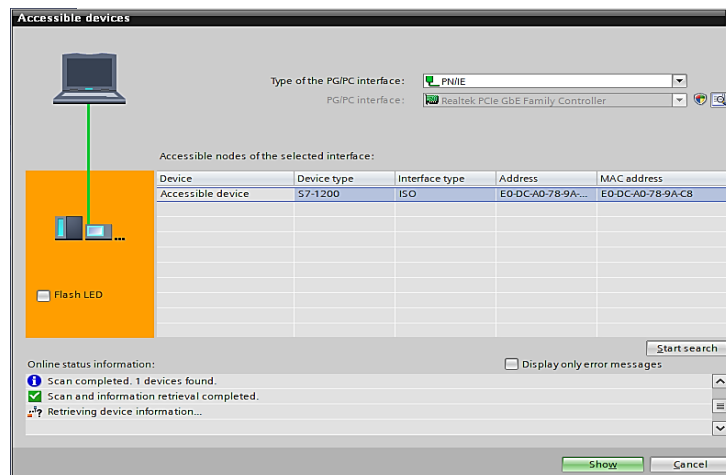 Accessible devices
Type of the PG/PC interface: PN/IE
PG/PC interface: Realtek PCIe GbE Family Controller
Accessible nodes of the selected interface:
Device Device type Interface type Address MAC address
Accessible device S7-1200 ISO E0-DC-A0-78-9A-... E0-DC-A0-78-9A-C8
Flash LED
Start search
Online status information: Display only error messages
Scan completed. 1 devices found.
Scan and information retrieval completed.
Retrieving device information...
Show Cancel